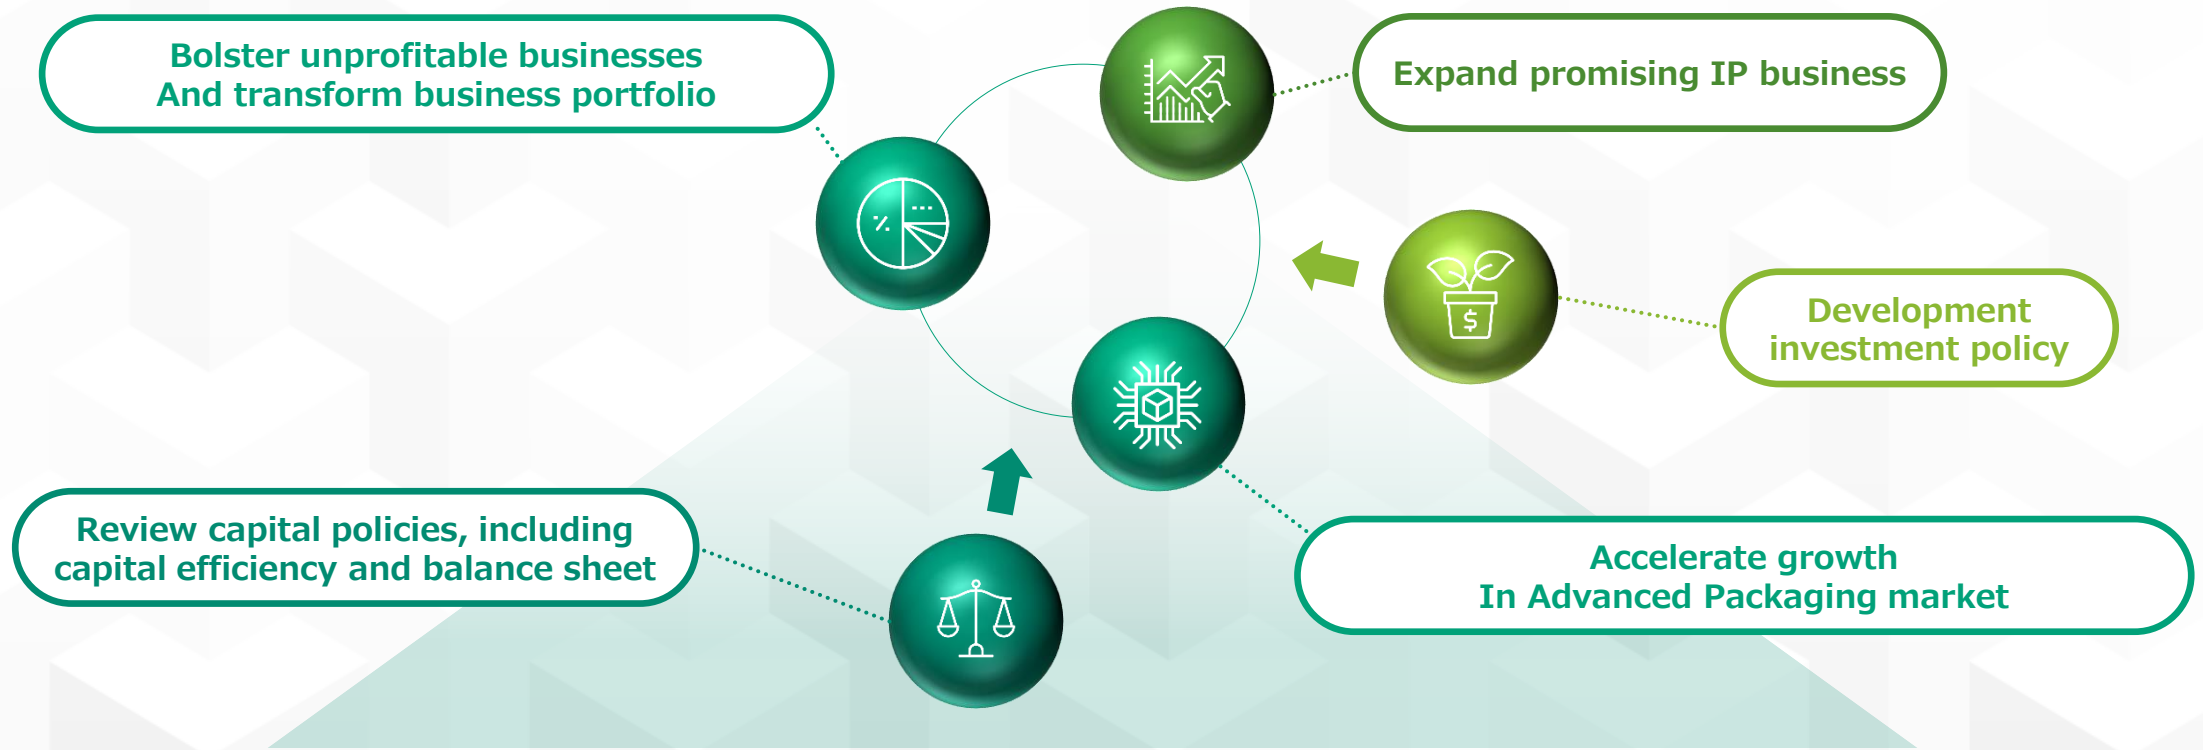 Bolster unprofitable businesses
And transform business portfolio
Expand promising IP business
Development
investment policy
$
%
Review capital policies, including
capital efficiency and balance sheet
Accelerate growth
In Advanced Packaging market